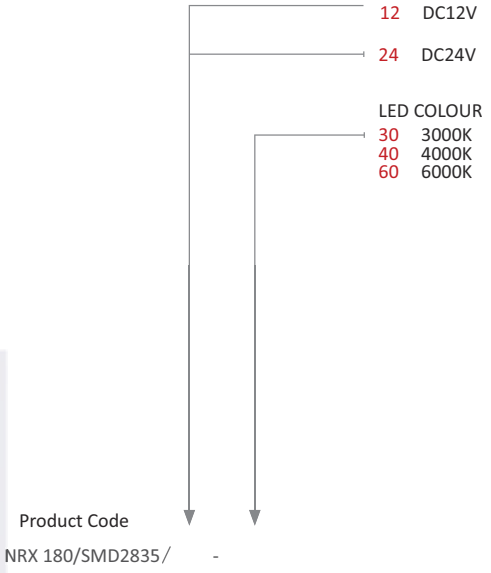 12 DC12V
24 DC24V
LED COLOUR
30 3000K
40 4000K
60 6000K
Product Code
NRX 180/SMD2835/ -